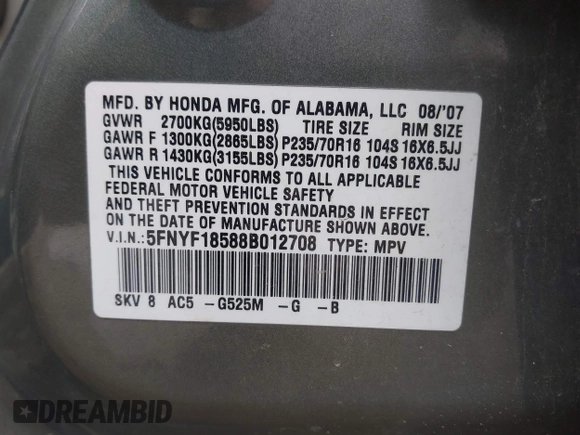 MFD. BY HONDA MFG. OF ALABAMA, LLC 08/'07
GVWR 2700KG(5950LBS) TIRE SIZE RIM SIZE
GAWR F 1300KG(2865LBS) P235/70R16 104S 16X6.5JJ
GAWR R 1430KG(3155LBS) P235/70R16 104S 16X6.5JJ
THIS VEHICLE CONFORMS TO ALL APPLICABLE
FEDERAL MOTOR VEHICLE SAFETY
AND THEFT PREVENTION STANDARDS IN EFFECT
ON THE DATE OF MANUFACTURE SHOWN ABOVE.
V.I.N.:5FNYF18588B012708 TYPE: MPV
SKV 8 AC5 -G525M -G -B
DREAMBID